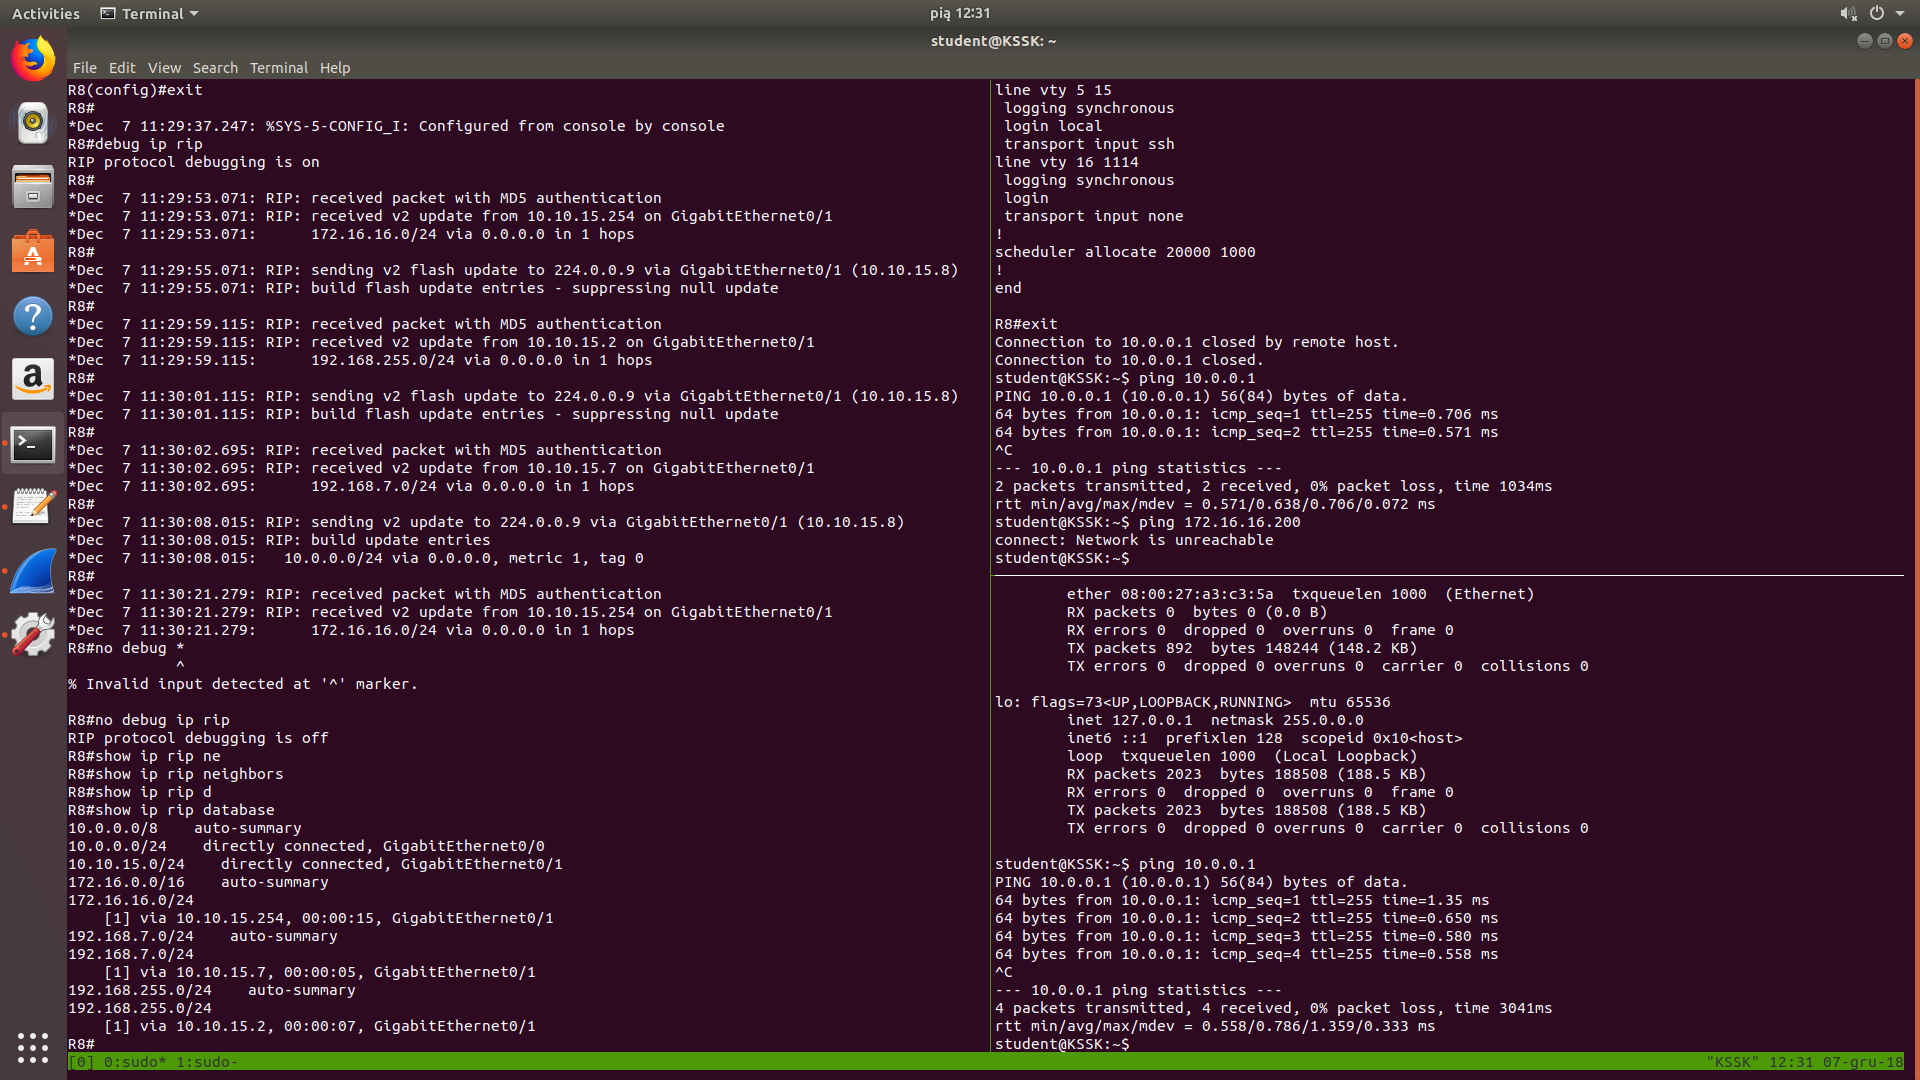 Activities Terminal pią 12:31
student@KSSK: ~
File Edit View Search Terminal Help
R8(config)#exit
R8#
*Dec  7 11:29:37.247: %SYS-5-CONFIG_I: Configured from console by console
R8#debug ip rip
RIP protocol debugging is on
R8#
*Dec  7 11:29:53.071: RIP: received packet with MD5 authentication
*Dec  7 11:29:53.071: RIP: received v2 update from 10.10.15.254 on GigabitEthernet0/1
*Dec  7 11:29:53.071:      172.16.16.0/24 via 0.0.0.0 in 1 hops
R8#
*Dec  7 11:29:55.071: RIP: sending v2 flash update to 224.0.0.9 via GigabitEthernet0/1 (10.10.15.8)
*Dec  7 11:29:55.071: RIP: build flash update entries - suppressing null update
R8#
*Dec  7 11:29:59.115: RIP: received packet with MD5 authentication
*Dec  7 11:29:59.115: RIP: received v2 update from 10.10.15.2 on GigabitEthernet0/1
*Dec  7 11:29:59.115:      192.168.255.0/24 via 0.0.0.0 in 1 hops
R8#
*Dec  7 11:30:01.115: RIP: sending v2 flash update to 224.0.0.9 via GigabitEthernet0/1 (10.10.15.8)
*Dec  7 11:30:01.115: RIP: build flash update entries - suppressing null update
R8#
*Dec  7 11:30:02.695: RIP: received packet with MD5 authentication
*Dec  7 11:30:02.695: RIP: received v2 update from 10.10.15.7 on GigabitEthernet0/1
*Dec  7 11:30:02.695:      192.168.7.0/24 via 0.0.0.0 in 1 hops
R8#
*Dec  7 11:30:08.015: RIP: sending v2 update to 224.0.0.9 via GigabitEthernet0/1 (10.10.15.8)
*Dec  7 11:30:08.015: RIP: build update entries
*Dec  7 11:30:08.015:   10.0.0.0/24 via 0.0.0.0, metric 1, tag 0
R8#
*Dec  7 11:30:21.279: RIP: received packet with MD5 authentication
*Dec  7 11:30:21.279: RIP: received v2 update from 10.10.15.254 on GigabitEthernet0/1
*Dec  7 11:30:21.279:      172.16.16.0/24 via 0.0.0.0 in 1 hops
R8#no debug *
            ^
% Invalid input detected at '^' marker.
R8#no debug ip rip
RIP protocol debugging is off
R8#show ip rip ne
R8#show ip rip neighbors
R8#show ip rip d
R8#show ip rip database
10.0.0.0/8    auto-summary
10.0.0.0/24    directly connected, GigabitEthernet0/0
10.10.15.0/24    directly connected, GigabitEthernet0/1
172.16.0.0/16    auto-summary
172.16.16.0/24
    [1] via 10.10.15.254, 00:00:15, GigabitEthernet0/1
192.168.7.0/24    auto-summary
192.168.7.0/24
    [1] via 10.10.15.7, 00:00:05, GigabitEthernet0/1
192.168.255.0/24    auto-summary
192.168.255.0/24
    [1] via 10.10.15.2, 00:00:07, GigabitEthernet0/1
R8#
line vty 5 15
 logging synchronous
 login local
 transport input ssh
line vty 16 1114
 logging synchronous
 login
 transport input none
!
scheduler allocate 20000 1000
!
end
R8#exit
Connection to 10.0.0.1 closed by remote host.
Connection to 10.0.0.1 closed.
student@KSSK:~$ ping 10.0.0.1
PING 10.0.0.1 (10.0.0.1) 56(84) bytes of data.
64 bytes from 10.0.0.1: icmp_seq=1 ttl=255 time=0.706 ms
64 bytes from 10.0.0.1: icmp_seq=2 ttl=255 time=0.571 ms
^C
--- 10.0.0.1 ping statistics ---
2 packets transmitted, 2 received, 0% packet loss, time 1034ms
rtt min/avg/max/mdev = 0.571/0.638/0.706/0.072 ms
student@KSSK:~$ ping 172.16.16.200
connect: Network is unreachable
student@KSSK:~$
        ether 08:00:27:a3:c3:5a  txqueuelen 1000  (Ethernet)
        RX packets 0  bytes 0 (0.0 B)
        RX errors 0  dropped 0  overruns 0  frame 0
        TX packets 892  bytes 148244 (148.2 KB)
        TX errors 0  dropped 0 overruns 0  carrier 0  collisions 0
lo: flags=73<UP,LOOPBACK,RUNNING>  mtu 65536
        inet 127.0.0.1  netmask 255.0.0.0
        inet6 ::1  prefixlen 128  scopeid 0x10<host>
        loop  txqueuelen 1000  (Local Loopback)
        RX packets 2023  bytes 188508 (188.5 KB)
        RX errors 0  dropped 0  overruns 0  frame 0
        TX packets 2023  bytes 188508 (188.5 KB)
        TX errors 0  dropped 0 overruns 0  carrier 0  collisions 0
student@KSSK:~$ ping 10.0.0.1
PING 10.0.0.1 (10.0.0.1) 56(84) bytes of data.
64 bytes from 10.0.0.1: icmp_seq=1 ttl=255 time=1.35 ms
64 bytes from 10.0.0.1: icmp_seq=2 ttl=255 time=0.650 ms
64 bytes from 10.0.0.1: icmp_seq=3 ttl=255 time=0.580 ms
64 bytes from 10.0.0.1: icmp_seq=4 ttl=255 time=0.558 ms
^C
--- 10.0.0.1 ping statistics ---
4 packets transmitted, 4 received, 0% packet loss, time 3041ms
rtt min/avg/max/mdev = 0.558/0.786/1.359/0.333 ms
student@KSSK:~$
[0] 0:sudo* 1:sudo- "KSSK" 12:31 07-gru-18